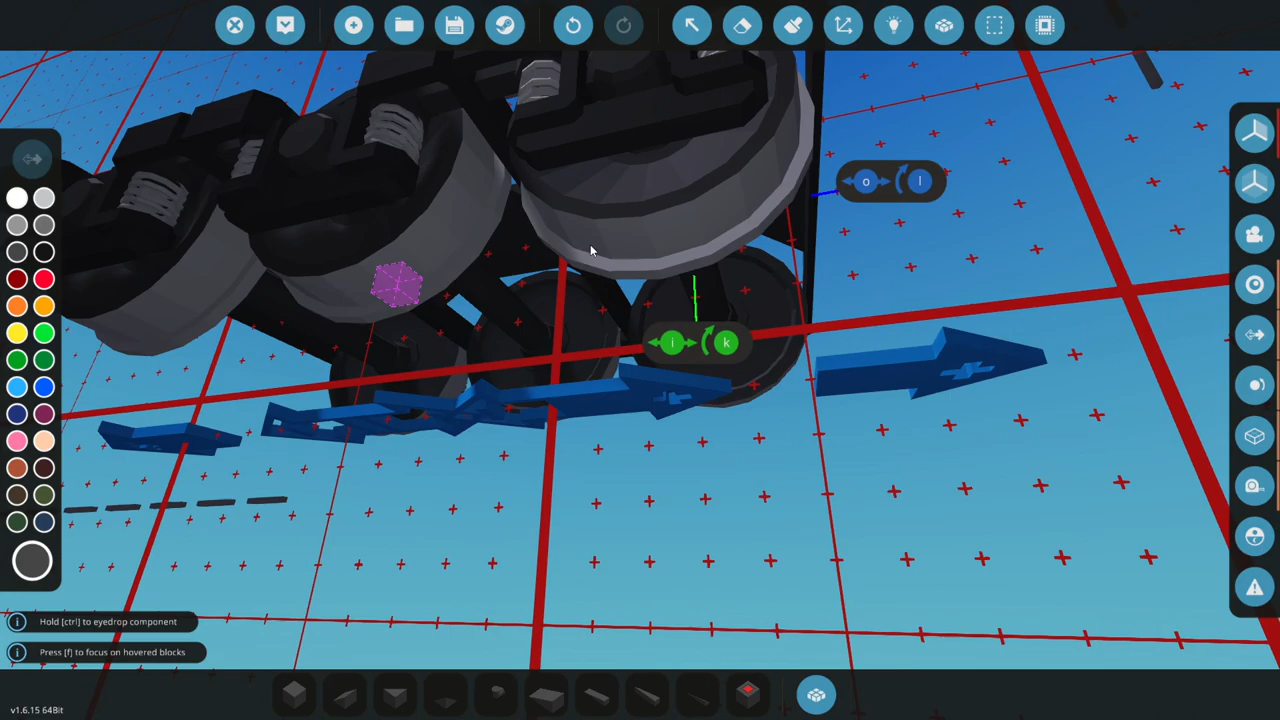 o l
i k
Hold [ctrl] to eyedrop component
Press [f] to focus on hovered blocks
v1.6.15 64Bit